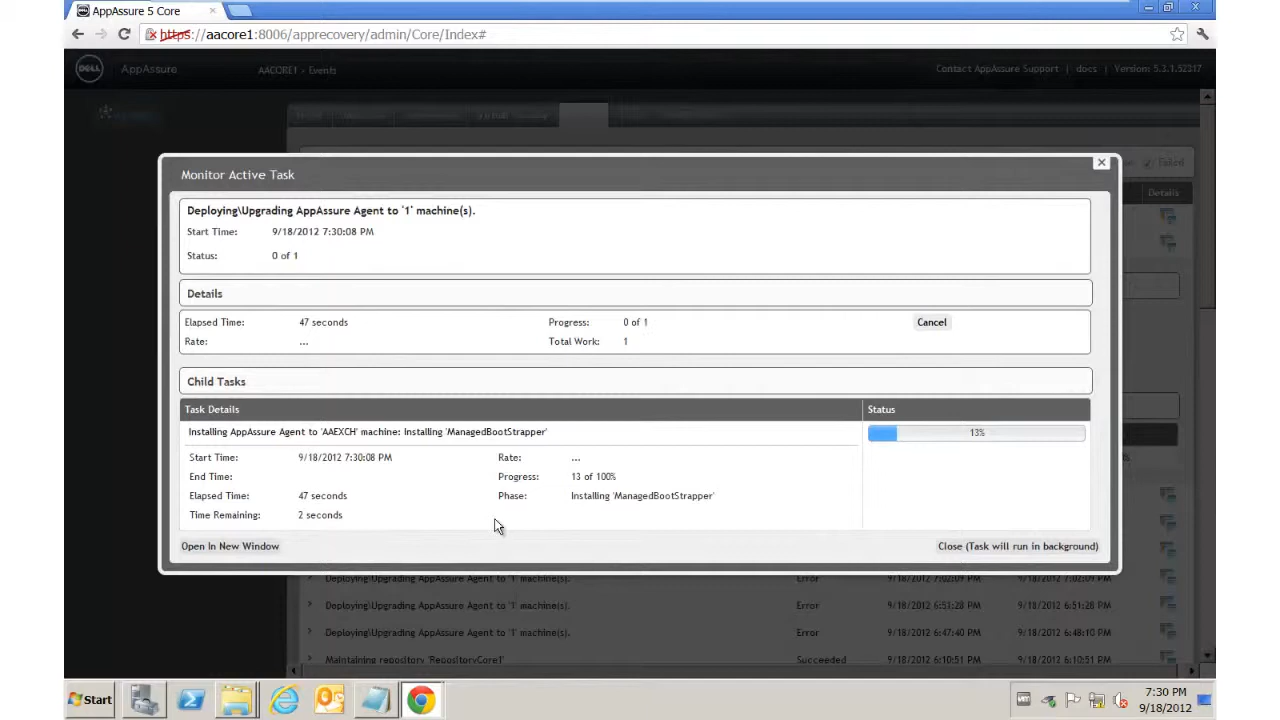 AppAssure 5 Core
https://aacore1:8006/apprecovery/admin/Core/Index#
DELL
AppAssure
AACORE1 - Events
Contact AppAssure Support | docs | Version: 5.3.1.52317
Failed
Details
Monitor Active Task
Deploying\Upgrading AppAssure Agent to '1' machine(s).
Start Time: 9/18/2012 7:30:08 PM
Status: 0 of 1
Details
Elapsed Time: 47 seconds Progress: 0 of 1 Cancel
Rate: ... Total Work: 1
Child Tasks
Task Details Status
Installing AppAssure Agent to 'AAEXCH' machine: Installing 'ManagedBootStrapper' 13%
Start Time: 9/18/2012 7:30:08 PM Rate: ...
End Time: Progress: 13 of 100%
Elapsed Time: 47 seconds Phase: Installing 'ManagedBootStrapper'
Time Remaining: 2 seconds
Open In New Window Close (Task will run in background)
Deploying\Upgrading AppAssure Agent to '1' machine(s). Error 9/18/2012 7:02:09 PM 9/18/2012 7:02:09 PM
Deploying\Upgrading AppAssure Agent to '1' machine(s). Error 9/18/2012 6:51:28 PM 9/18/2012 6:51:28 PM
Deploying\Upgrading AppAssure Agent to '1' machine(s). Error 9/18/2012 6:47:40 PM 9/18/2012 6:48:10 PM
Maintaining repository 'RepositoryCore1' Succeeded 9/18/2012 6:10:51 PM 9/18/2012 6:10:51 PM
Start
7:30 PM
9/18/2012